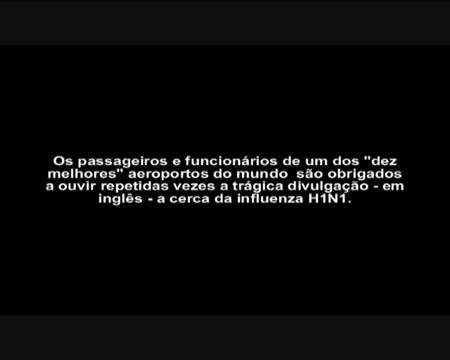 Os passageiros e funcionários de um dos "dez
melhores" aeroportos do mundo  são obrigados
a ouvir repetidas vezes a trágica divulgação - em
inglês - a cerca da influenza H1N1.